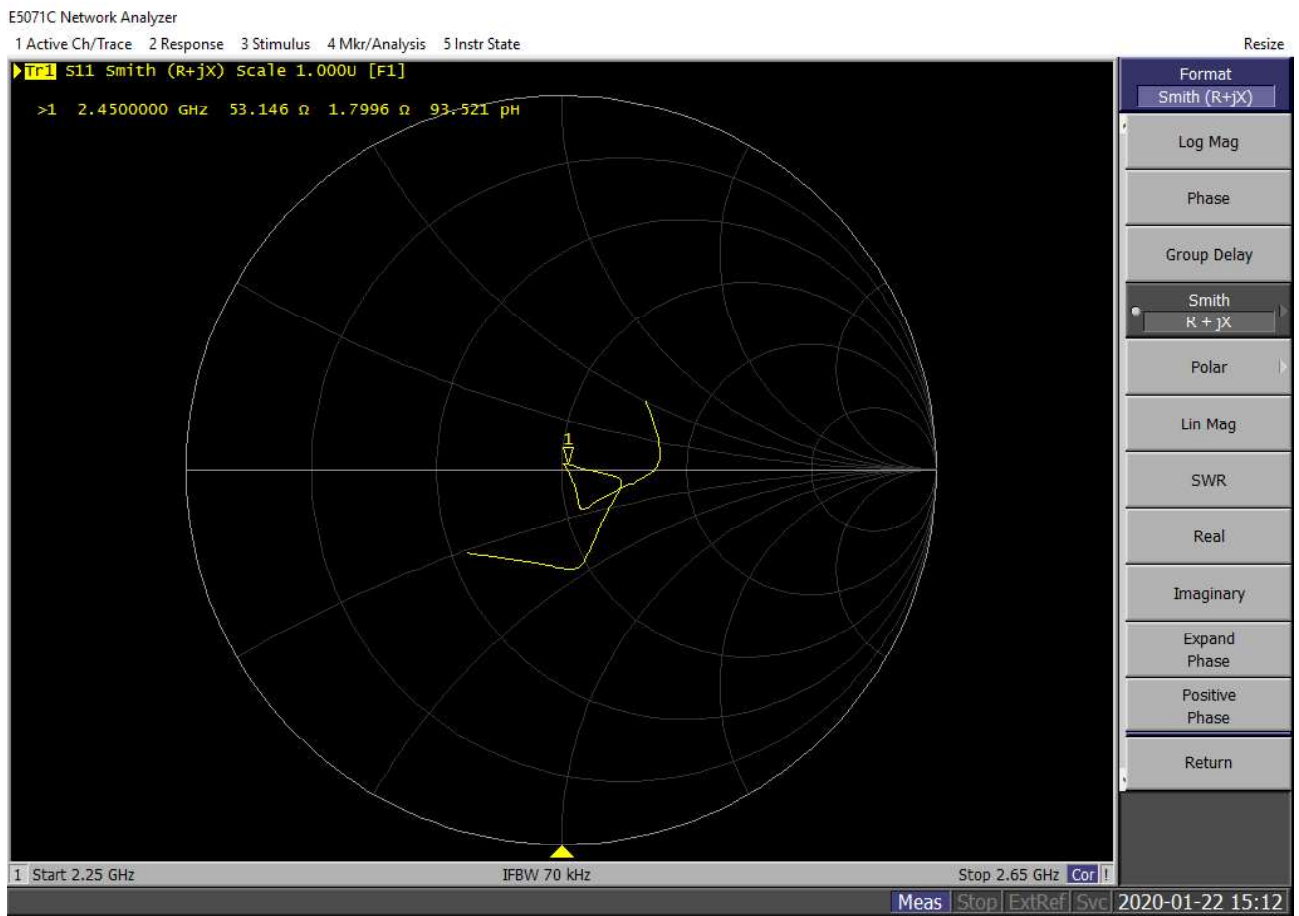 E5071C Network Analyzer
1 Active Ch/Trace 2 Response 3 Stimulus 4 Mkr/Analysis 5 Instr State Resize
Tr1 S11 Smith (R+jX) Scale 1.000U [F1]
>1 2.4500000 GHz 53.146 Ω 1.7996 Ω 93.521 pH
1
Format
Smith (R+jX)
Log Mag
Phase
Group Delay
Smith
R + jX
Polar
Lin Mag
SWR
Real
Imaginary
Expand
Phase
Positive
Phase
Return
1 Start 2.25 GHz IFBW 70 kHz Stop 2.65 GHz Cor !
Meas Stop ExtRef Svc 2020-01-22 15:12